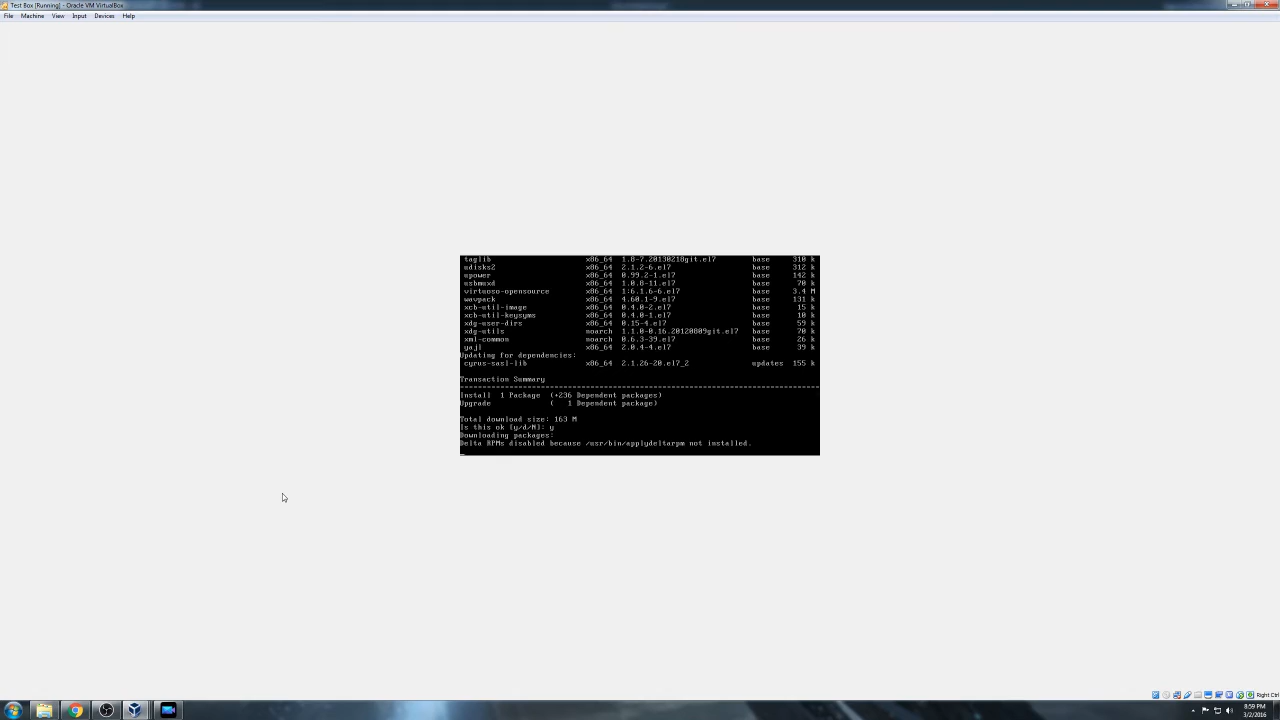 Test Box [Running] - Oracle VM VirtualBox
File Machine View Input Devices Help
taglib x86_64 1.8-7.20130218git.el7 base 310 k
udisks2 x86_64 2.1.2-6.el7 base 312 k
upower x86_64 0.99.2-1.el7 base 142 k
usbmuxd x86_64 1.0.8-11.el7 base 70 k
virtuoso-opensource x86_64 1:6.1.6-6.el7 base 3.4 M
wavpack x86_64 4.60.1-9.el7 base 131 k
xcb-util-image x86_64 0.4.0-2.el7 base 15 k
xcb-util-keysyms x86_64 0.4.0-1.el7 base 10 k
xdg-user-dirs x86_64 0.15-4.el7 base 59 k
xdg-utils noarch 1.1.0-0.16.20120809git.el7 base 70 k
xml-common noarch 0.6.3-39.el7 base 26 k
yajl x86_64 2.0.4-4.el7 base 39 k
Updating for dependencies:
cyrus-sasl-lib x86_64 2.1.26-20.el7_2 updates 155 k
Transaction Summary
Install 1 Package (+236 Dependent packages)
Upgrade ( 1 Dependent package)
Total download size: 163 M
Is this ok [y/d/N]: y
Downloading packages:
Delta RPMs disabled because /usr/bin/applydeltarpm not installed.
Right Ctrl
8:59 PM
3/2/2016